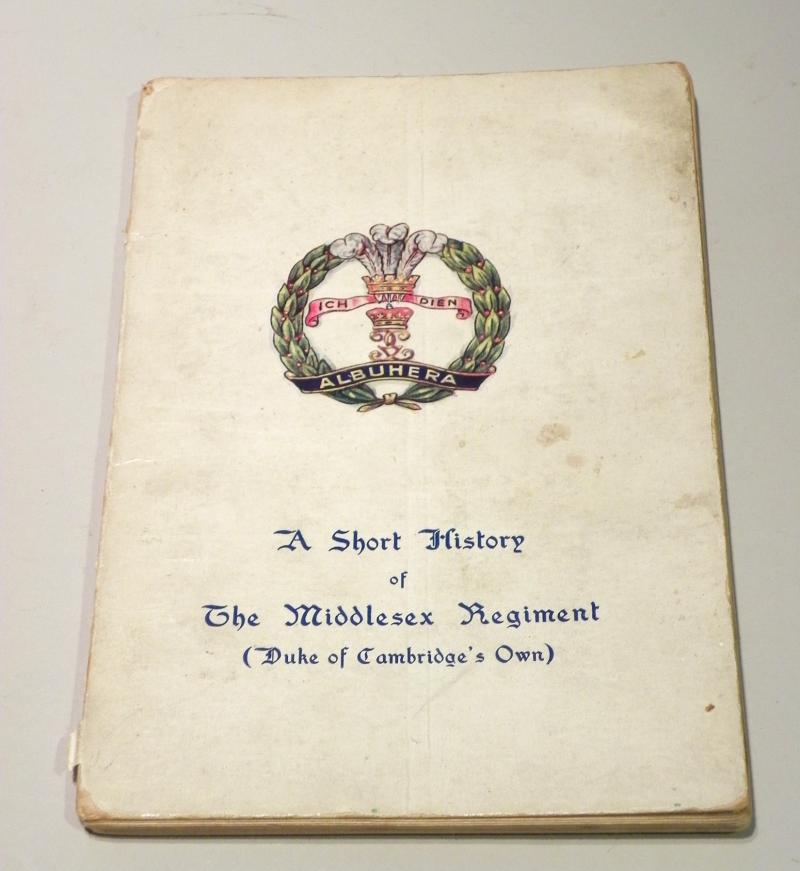 ICH DIEN
ALBUHERA
A Short History
of
The Middlesex Regiment
(Duke of Cambridge's Own)